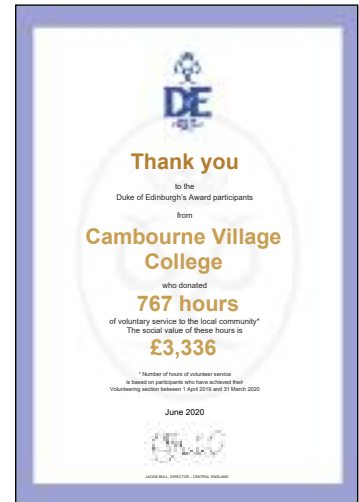 DE
Thank you
to the
Duke of Edinburgh's Award participants
from
Cambourne Village
College
who donated
767 hours
of voluntary service to the local community*
The social value of these hours is
£3,336
* Number of hours of volunteer service
is based on participants who have achieved their
Volunteering section between 1 April 2019 and 31 March 2020
June 2020
JACKIE BULL, DIRECTOR - CENTRAL ENGLAND